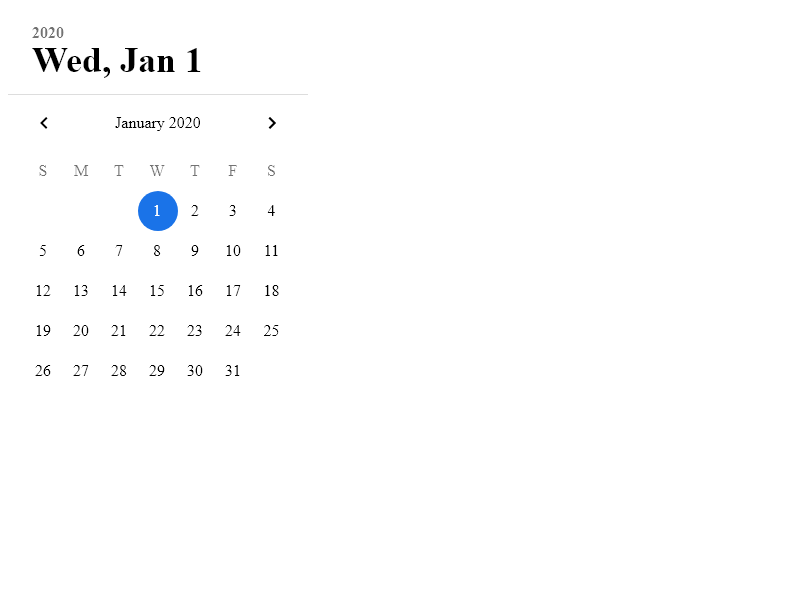 2020
Wed, Jan 1
January 2020
S M T W T F S
1 2 3 4
5 6 7 8 9 10 11
12 13 14 15 16 17 18
19 20 21 22 23 24 25
26 27 28 29 30 31